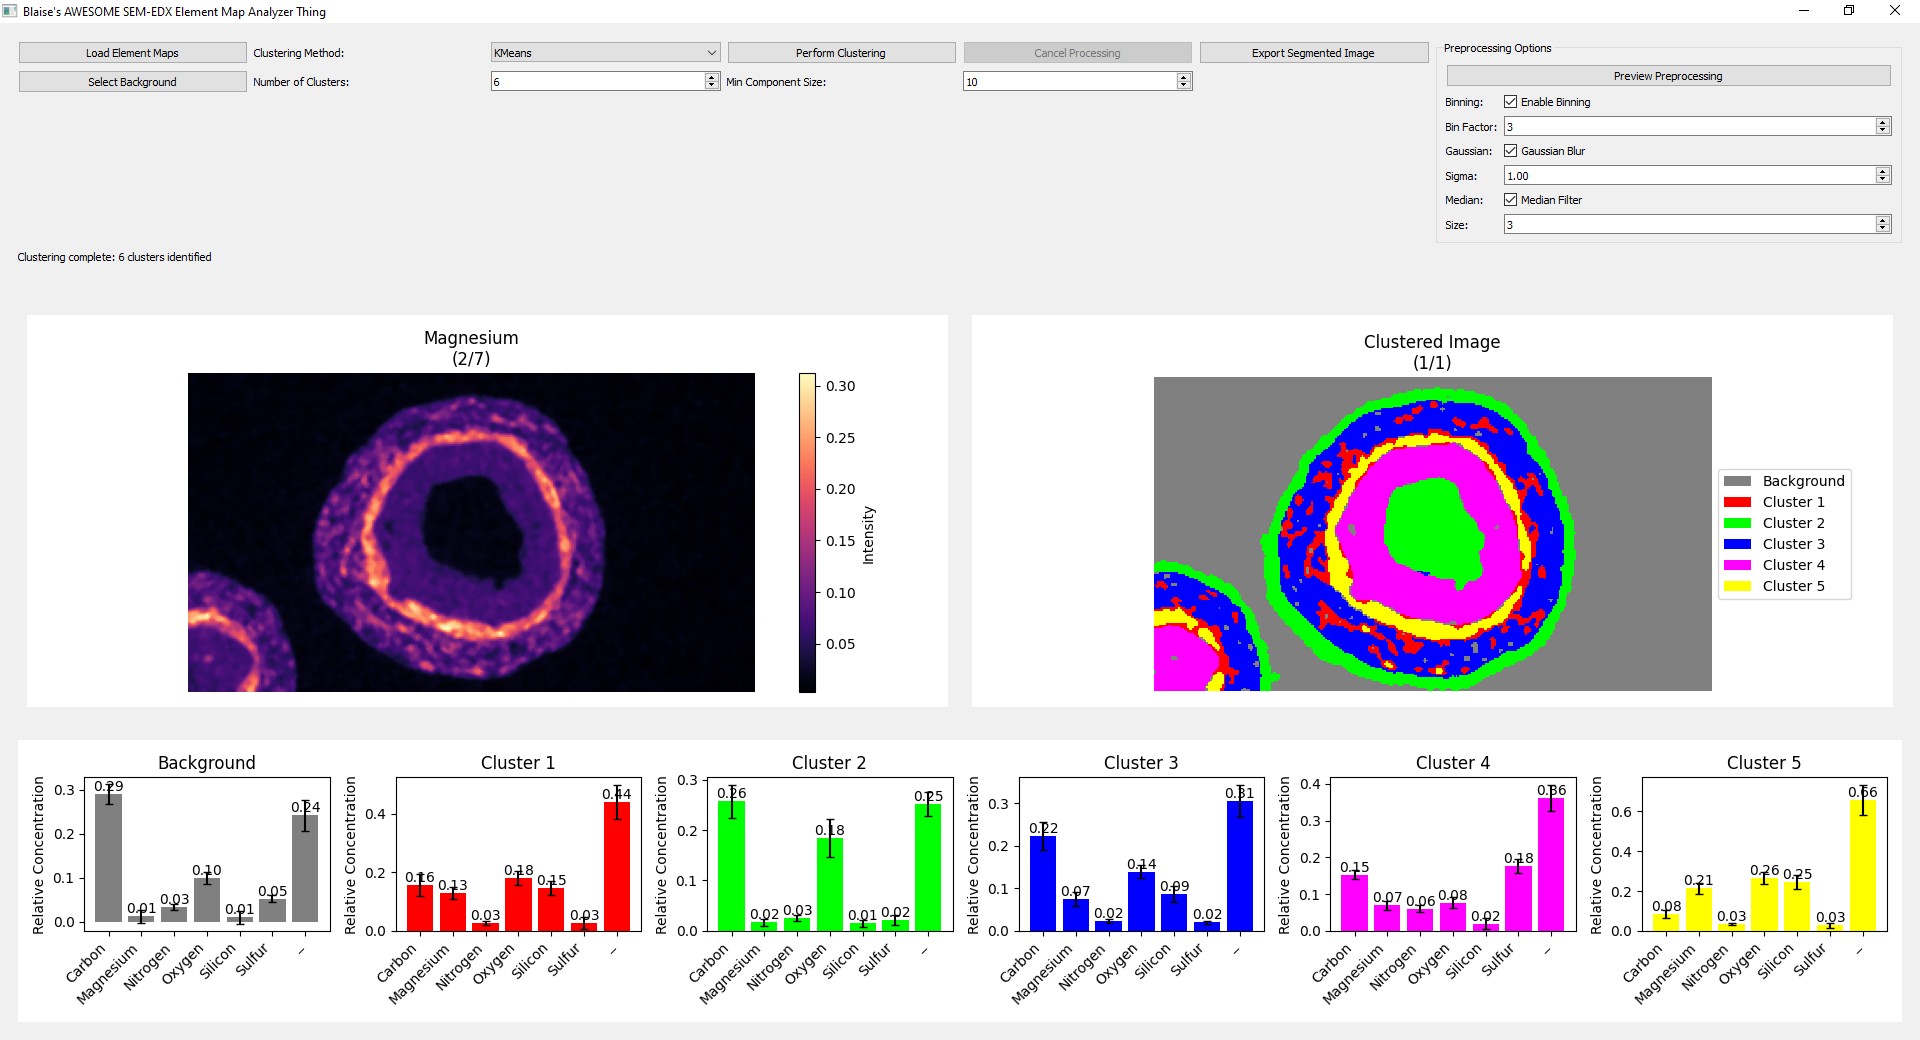 Blaise's AWESOME SEM-EDX Element Map Analyzer Thing
Load Element Maps Clustering Method: KMeans Perform Clustering Cancel Processing Export Segmented Image
Select Background Number of Clusters: 6 Min Component Size: 10
Preprocessing Options
Preview Preprocessing
Binning: Enable Binning
Bin Factor: 3
Gaussian: Gaussian Blur
Sigma: 1.00
Median: Median Filter
Size: 3
Clustering complete: 6 clusters identified
Magnesium
(2/7)
0.30
0.25
0.20
0.15
0.10
0.05
Intensity
Clustered Image
(1/1)
Background
Cluster 1
Cluster 2
Cluster 3
Cluster 4
Cluster 5
Background
Relative Concentration
0.3
0.2
0.1
0.0
0.29 0.01 0.03 0.10 0.01 0.05 0.24
Carbon Magnesium Nitrogen Oxygen Silicon Sulfur –
Cluster 1
Relative Concentration
0.4
0.2
0.0
0.16 0.13 0.03 0.18 0.15 0.03 0.44
Carbon Magnesium Nitrogen Oxygen Silicon Sulfur –
Cluster 2
Relative Concentration
0.3
0.2
0.1
0.0
0.26 0.02 0.03 0.18 0.01 0.02 0.25
Carbon Magnesium Nitrogen Oxygen Silicon Sulfur –
Cluster 3
Relative Concentration
0.3
0.2
0.1
0.0
0.22 0.07 0.02 0.14 0.09 0.02 0.31
Carbon Magnesium Nitrogen Oxygen Silicon Sulfur –
Cluster 4
Relative Concentration
0.4
0.3
0.2
0.1
0.0
0.15 0.07 0.06 0.08 0.02 0.18 0.36
Carbon Magnesium Nitrogen Oxygen Silicon Sulfur –
Cluster 5
Relative Concentration
0.6
0.4
0.2
0.0
0.08 0.21 0.03 0.26 0.25 0.03 0.66
Carbon Magnesium Nitrogen Oxygen Silicon Sulfur –